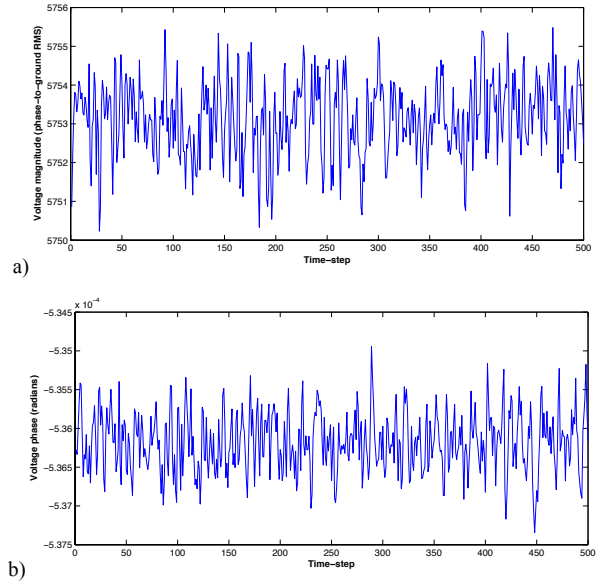 5756
5755
5754
5753
5752
5751
5750
Voltage magnitude (phase-to-ground RMS)
0 50 100 150 200 250 300 350 400 450 500
Time-step
a)
x 10^-4
-5.345
-5.35
-5.355
-5.36
-5.365
-5.37
-5.375
Voltage phase (radians)
0 50 100 150 200 250 300 350 400 450 500
Time-step
b)